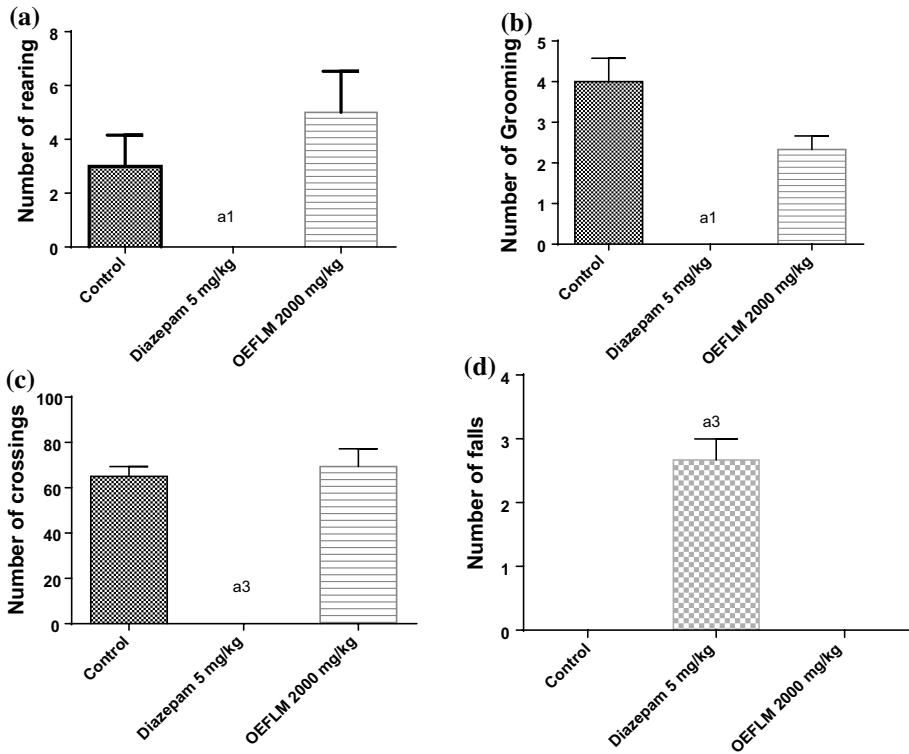 (a)
Number of rearing
8
6
4
2
0
a1
Control
Diazepam 5 mg/kg
OEFLM 2000 mg/kg
(b)
Number of Grooming
5
4
3
2
1
0
a1
Control
Diazepam 5 mg/kg
OEFLM 2000 mg/kg
(c)
Number of crossings
100
80
60
40
20
0
a3
Control
Diazepam 5 mg/kg
OEFLM 2000 mg/kg
(d)
Number of falls
4
3
2
1
0
a3
Control
Diazepam 5 mg/kg
OEFLM 2000 mg/kg